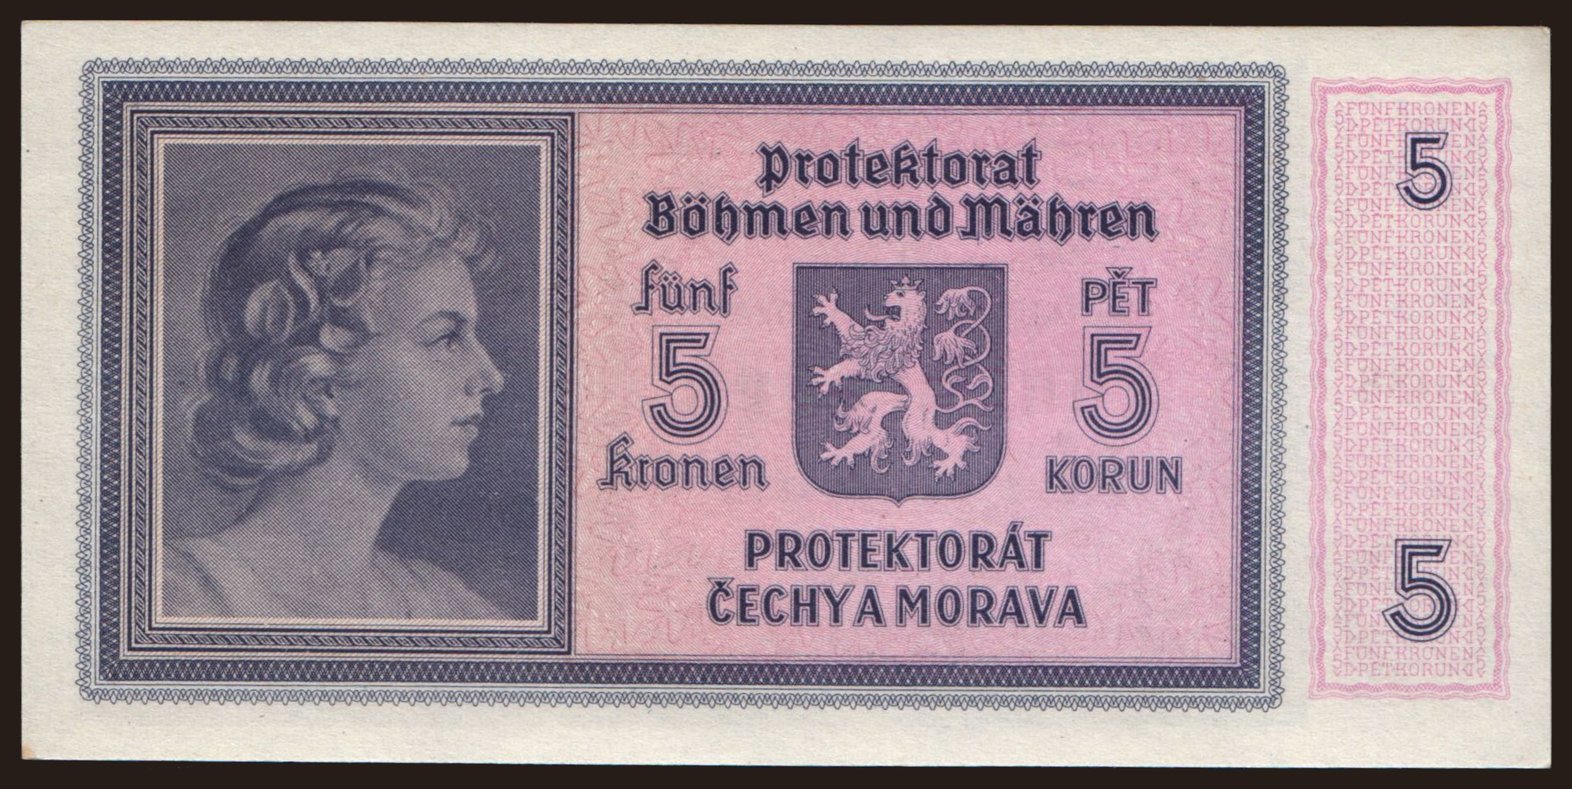 Protektorat
Böhmen und Mähren
fünf
5
Kronen
PĚT
5
KORUN
PROTEKTORÁT
ČECHY A MORAVA
5
FÜNFKRONEN
PĚTKORUN
5